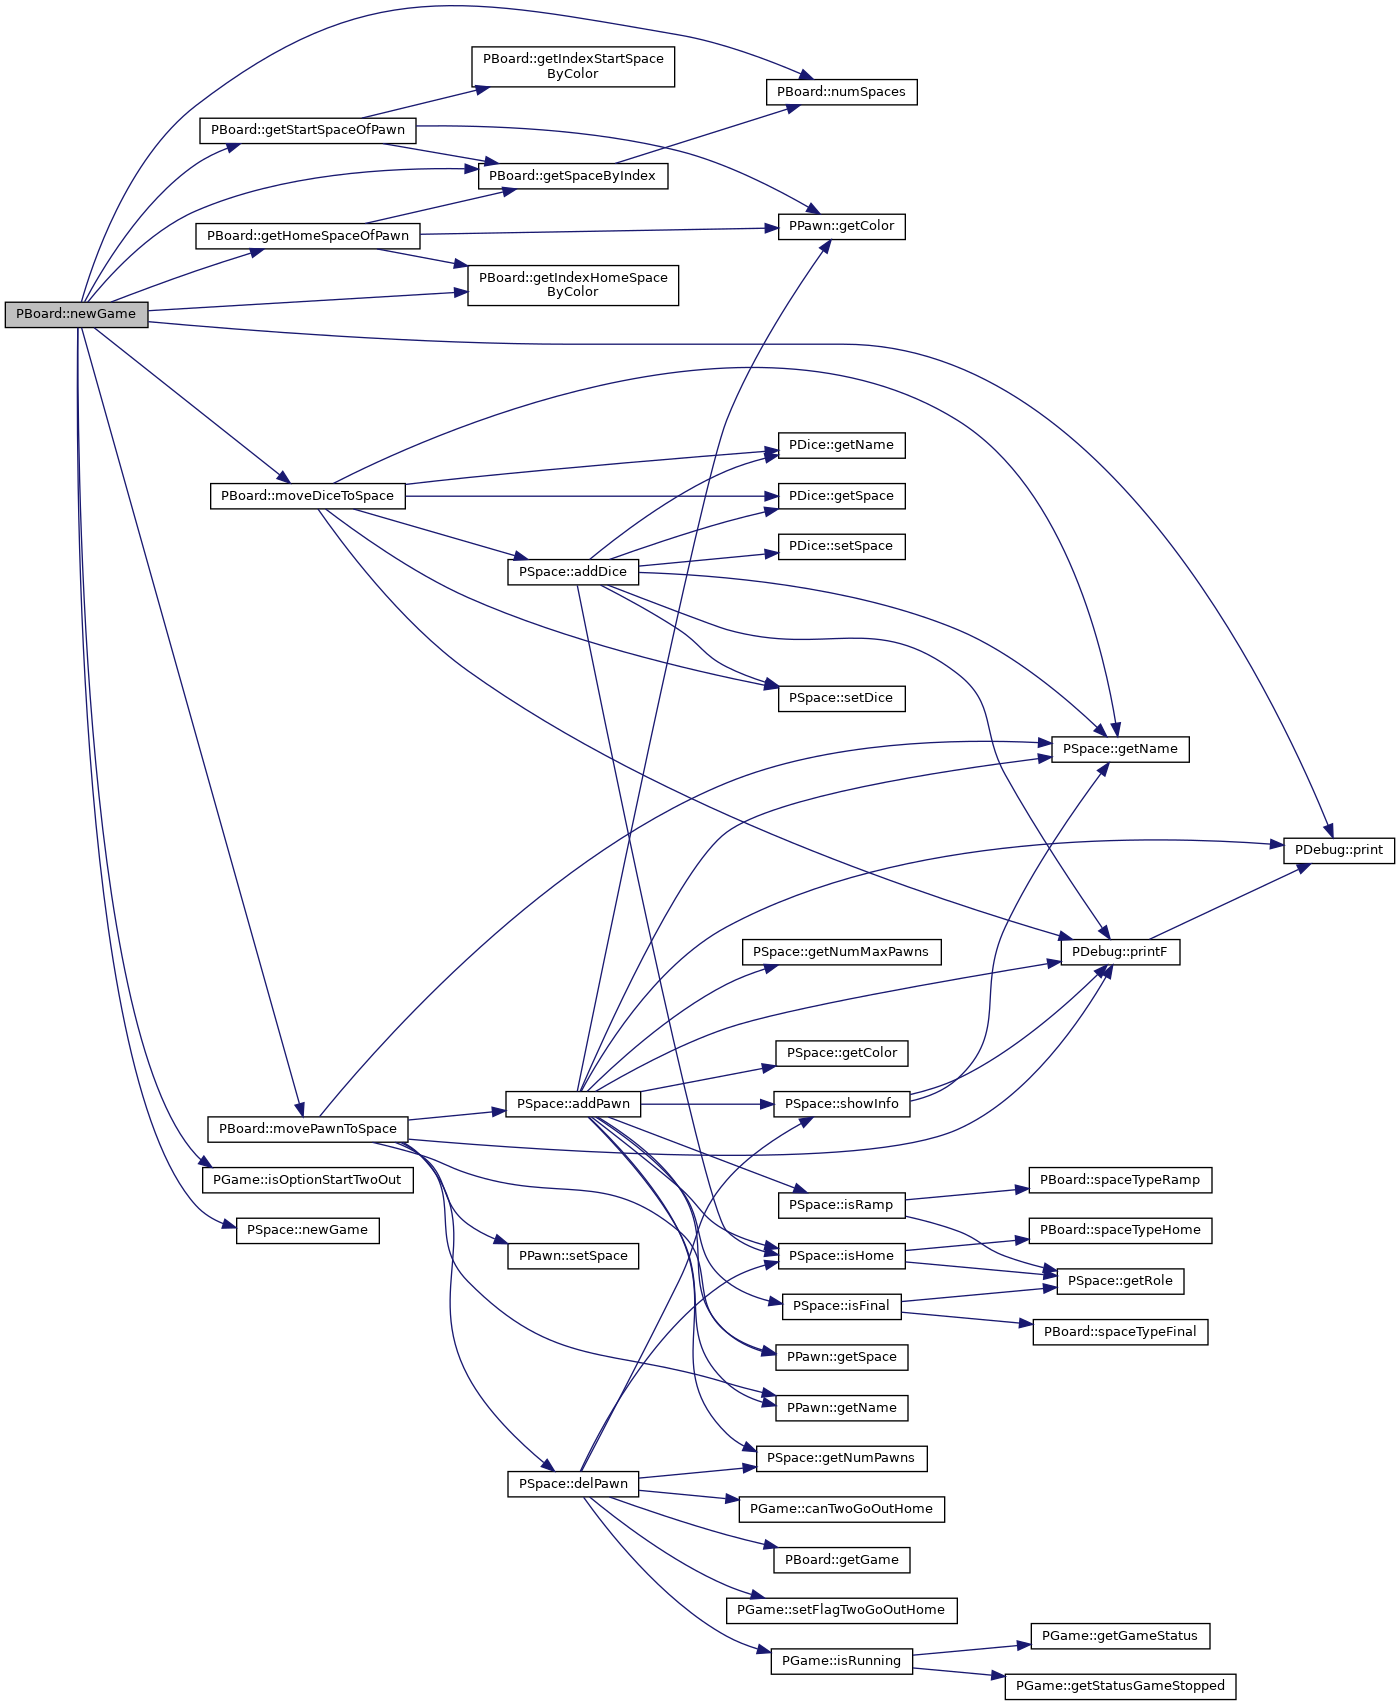 PBoard::getIndexStartSpace
ByColor
PBoard::numSpaces
PBoard::getStartSpaceOfPawn
PBoard::getSpaceByIndex
PPawn::getColor
PBoard::getHomeSpaceOfPawn
PBoard::getIndexHomeSpace
ByColor
PBoard::newGame
PDice::getName
PBoard::moveDiceToSpace
PDice::getSpace
PDice::setSpace
PSpace::addDice
PSpace::setDice
PSpace::getName
PDebug::print
PSpace::getNumMaxPawns
PDebug::printF
PSpace::getColor
PSpace::addPawn
PSpace::showInfo
PBoard::movePawnToSpace
PGame::isOptionStartTwoOut
PBoard::spaceTypeRamp
PSpace::isRamp
PSpace::newGame
PBoard::spaceTypeHome
PPawn::setSpace
PSpace::isHome
PSpace::getRole
PSpace::isFinal
PBoard::spaceTypeFinal
PPawn::getSpace
PPawn::getName
PSpace::getNumPawns
PSpace::delPawn
PGame::canTwoGoOutHome
PBoard::getGame
PGame::setFlagTwoGoOutHome
PGame::getGameStatus
PGame::isRunning
PGame::getStatusGameStopped